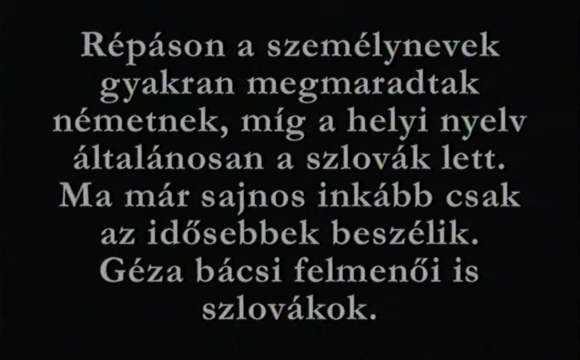 Répáson a személynevek
gyakran megmaradtak
németnek, míg a helyi nyelv
általánosan a szlovák lett.
Ma már sajnos inkább csak
az idősebbek beszélik.
Géza bácsi felmenői is
szlovákok.